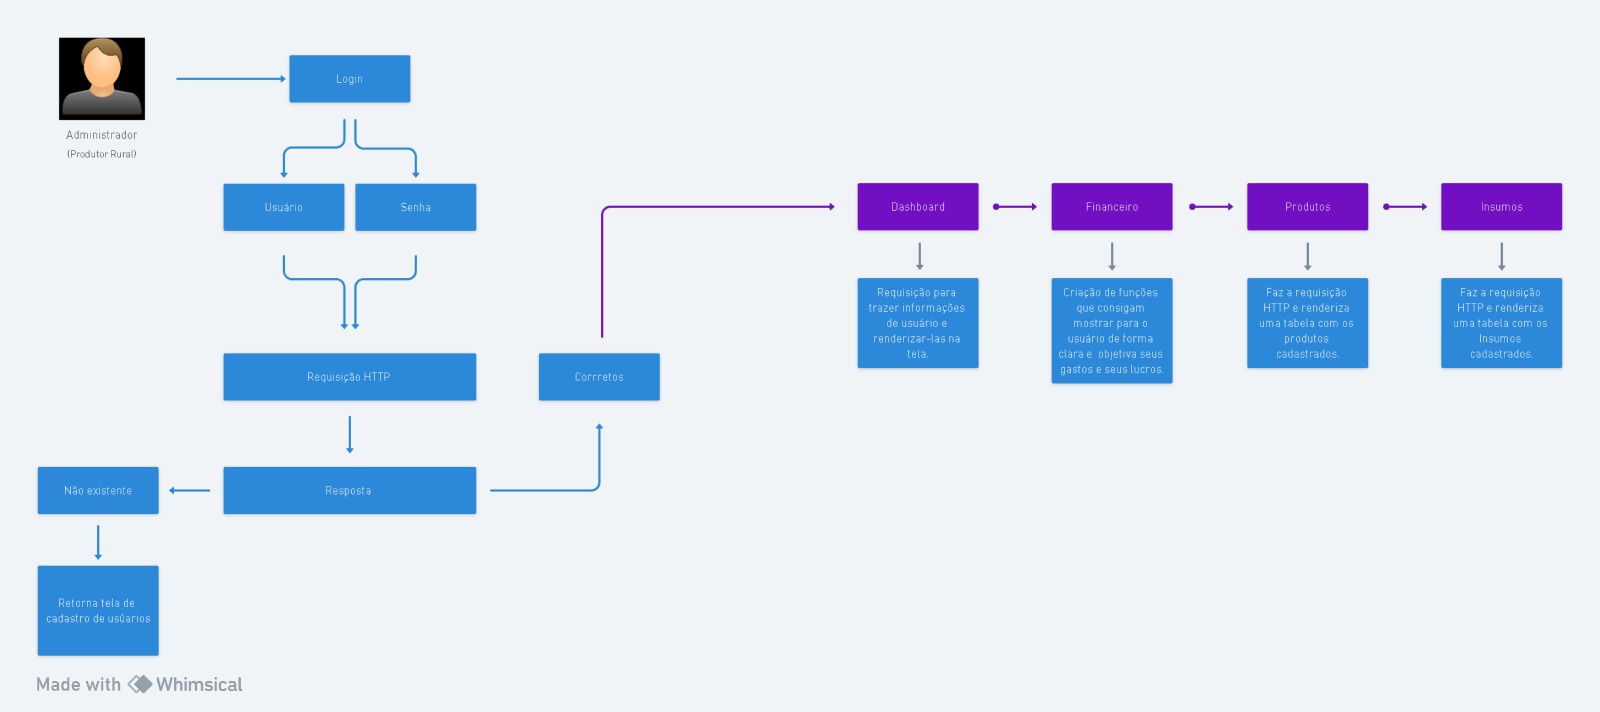 Administrador
(Produtor Rural)
Login
Usuário
Senha
Requisição HTTP
Resposta
Não existente
Retorna tela de
cadastro de usúarios
Corrretos
Dashboard
Requisição para
trazer informações
de usuário e
renderizar-las na
tela.
Financeiro
Criação de funções
que consigam
mostrar para o
usuário de forma
clara e objetiva seus
gastos e seus lucros.
Produtos
Faz a requisição
HTTP e renderiza
uma tabela com os
produtos
cadastrados.
Insumos
Faz a requisição
HTTP e renderiza
uma tabela com os
Insumos
cadastrados.
Made with Whimsical